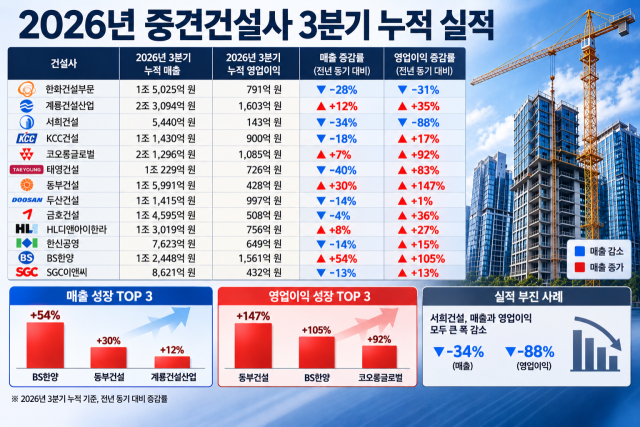 2026년 중견건설사 3분기 누적 실적
건설사 2026년 3분기 누적 매출 2026년 3분기 누적 영업이익 매출 증감률 (전년 동기 대비) 영업이익 증감률 (전년 동기 대비)
한화건설부문 1조 5,025억 원 791억 원 ▼ -28% ▼ -31%
계룡건설산업 2조 3,094억 원 1,603억 원 ▲ +12% ▲ +35%
서희건설 5,440억 원 143억 원 ▼ -34% ▼ -88%
KCC KCC건설 1조 1,430억 원 900억 원 ▼ -18% ▲ +17%
코오롱글로벌 2조 1,296억 원 1,085억 원 ▲ +7% ▲ +92%
TAEYOUNG 태영건설 1조 229억 원 726억 원 ▼ -40% ▲ +83%
동부건설 1조 5,991억 원 428억 원 ▲ +30% ▲ +147%
DOOSAN 두산건설 1조 1,415억 원 997억 원 ▼ -14% ▲ +1%
금호건설 1조 4,595억 원 508억 원 ▼ -4% ▲ +36%
HL HL디앤아이한라 1조 3,019억 원 756억 원 ▲ +8% ▲ +27%
한신공영 7,623억 원 649억 원 ▼ -14% ▲ +15%
BS BS한양 1조 2,448억 원 1,561억 원 ▲ +54% ▲ +105%
SGC SGC이앤씨 8,621억 원 432억 원 ▼ -13% ▲ +13%
매출 감소
매출 증가
매출 성장 TOP 3
+54%
+30%
+12%
BS한양 동부건설 계룡건설산업
영업이익 성장 TOP 3
+147%
+105%
+92%
동부건설 BS한양 코오롱글로벌
실적 부진 사례
서희건설, 매출과 영업이익
모두 큰 폭 감소
▼-34% ▼-88%
(매출) (영업이익)
※ 2026년 3분기 누적 기준, 전년 동기 대비 증감률